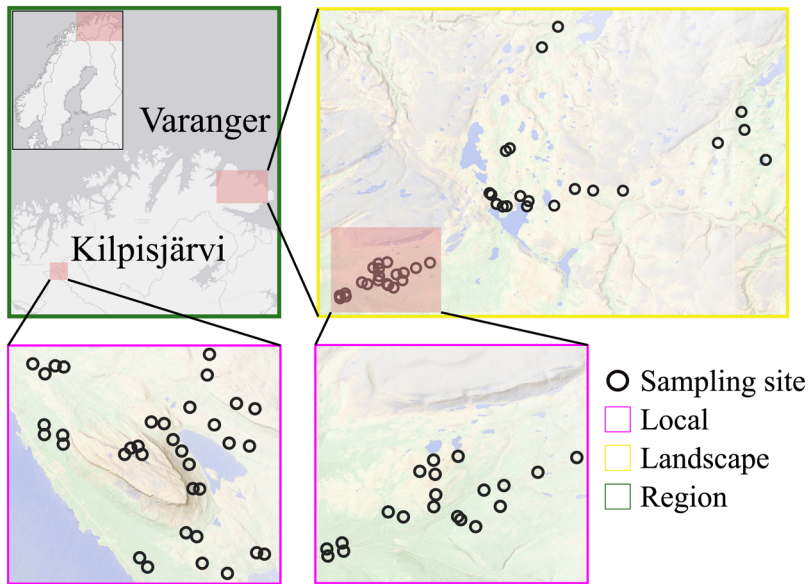 Varanger
Kilpisjärvi
Sampling site
Local
Landscape
Region